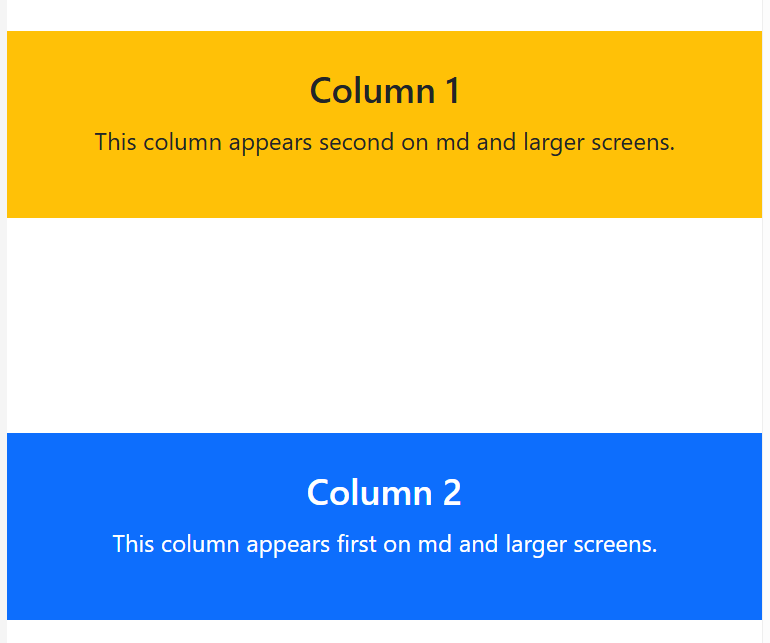 Column 1
This column appears second on md and larger screens.
Column 2
This column appears first on md and larger screens.